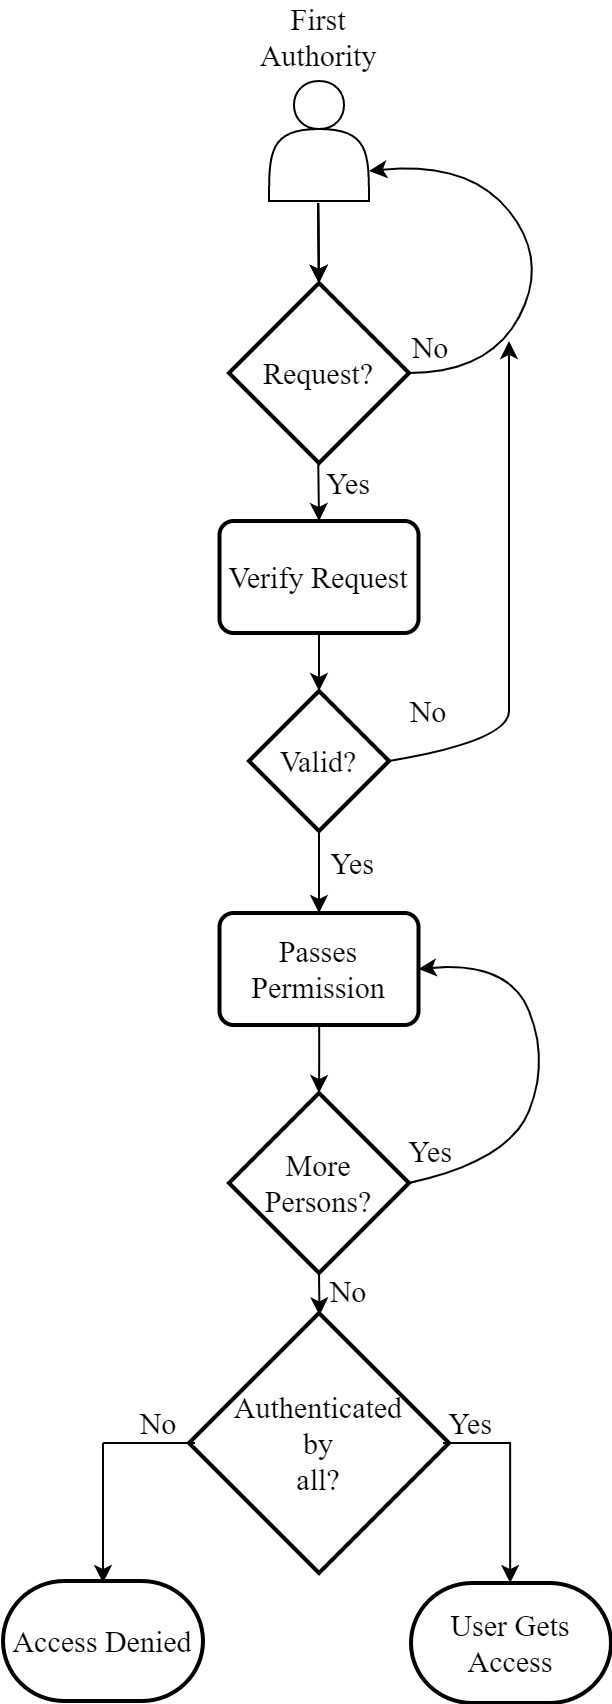 First
Authority
Request?
No
Yes
Verify Request
Valid?
No
Yes
Passes
Permission
More
Persons?
Yes
No
Authenticated
by
all?
No
Yes
Access Denied
User Gets
Access